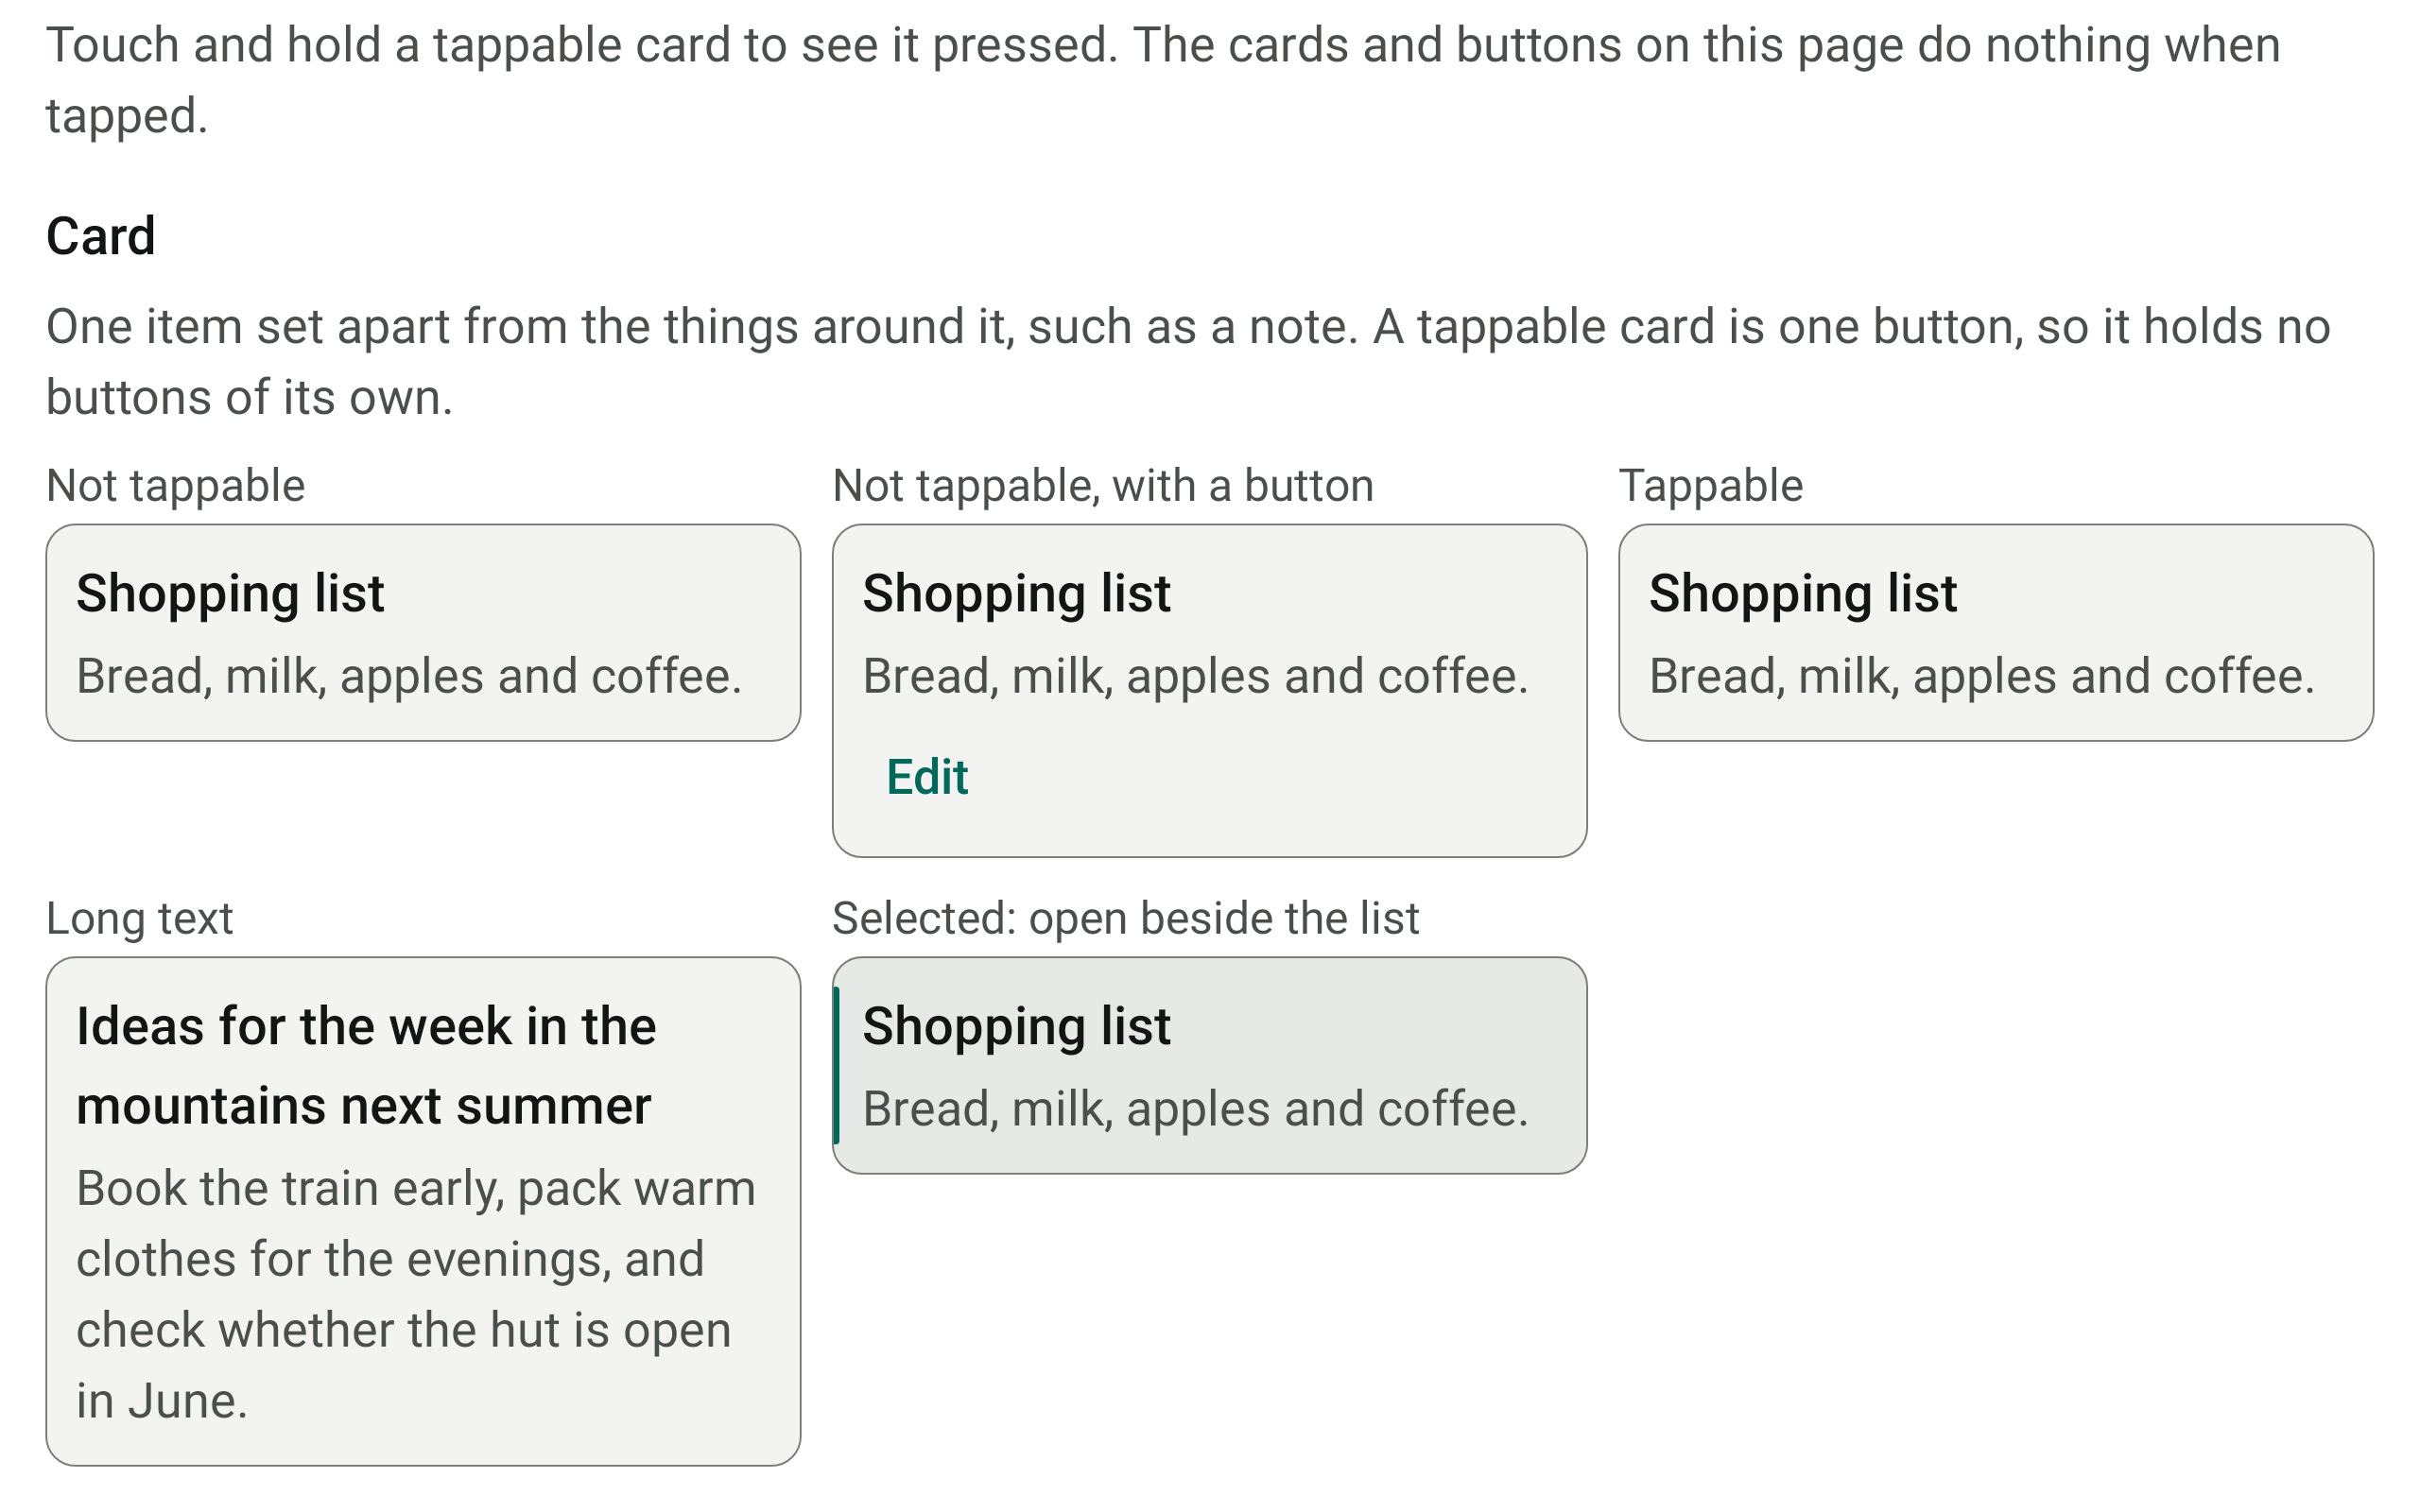 Touch and hold a tappable card to see it pressed. The cards and buttons on this page do nothing when
tapped.
Card
One item set apart from the things around it, such as a note. A tappable card is one button, so it holds no
buttons of its own.
Not tappable
Shopping list
Bread, milk, apples and coffee.
Not tappable, with a button
Shopping list
Bread, milk, apples and coffee.
Edit
Tappable
Shopping list
Bread, milk, apples and coffee.
Long text
Ideas for the week in the
mountains next summer
Book the train early, pack warm
clothes for the evenings, and
check whether the hut is open
in June.
Selected: open beside the list
Shopping list
Bread, milk, apples and coffee.